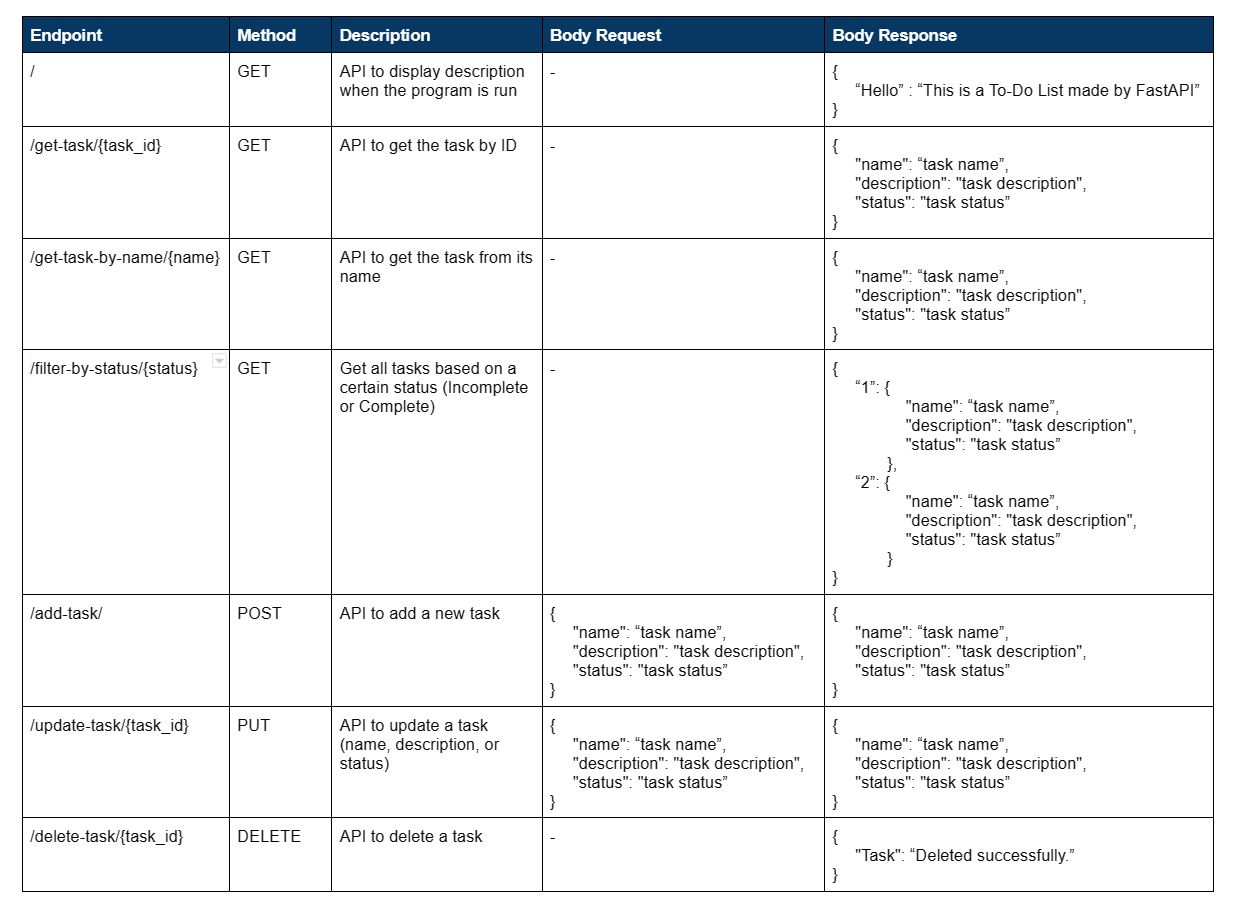 Endpoint Method Description Body Request Body Response
/ GET API to display description when the program is run - {
“Hello” : “This is a To-Do List made by FastAPI”
}
/get-task/{task_id} GET API to get the task by ID - {
"name": “task name”,
"description": "task description",
"status": "task status”
}
/get-task-by-name/{name} GET API to get the task from its name - {
"name": “task name”,
"description": "task description",
"status": "task status”
}
/filter-by-status/{status} GET Get all tasks based on a certain status (Incomplete or Complete) - {
“1”: {
"name": “task name”,
"description": "task description",
"status": "task status”
},
“2”: {
"name": “task name”,
"description": "task description",
"status": "task status”
}
}
/add-task/ POST API to add a new task
{
"name": “task name”,
"description": "task description",
"status": "task status”
}
{
"name": “task name”,
"description": "task description",
"status": "task status”
}
/update-task/{task_id} PUT API to update a task (name, description, or status)
{
"name": “task name”,
"description": "task description",
"status": "task status”
}
{
"name": “task name”,
"description": "task description",
"status": "task status”
}
/delete-task/{task_id} DELETE API to delete a task - {
"Task": “Deleted successfully.”
}